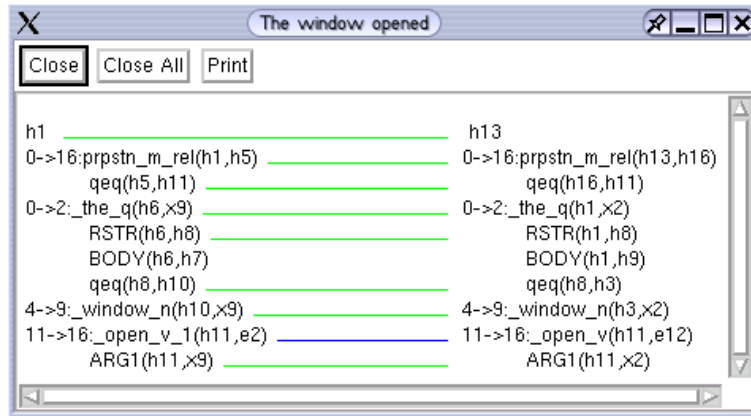 The window opened
Close Close All Print
h1 h13
0->16:prpstn_m_rel(h1,h5) 0->16:prpstn_m_rel(h13,h16)
qeq(h5,h11) qeq(h16,h11)
0->2:_the_q(h6,x9) 0->2:_the_q(h1,x2)
RSTR(h6,h8) RSTR(h1,h8)
BODY(h6,h7) BODY(h1,h9)
qeq(h8,h10) qeq(h8,h3)
4->9:_window_n(h10,x9) 4->9:_window_n(h3,x2)
11->16:_open_v_1(h11,e2) 11->16:_open_v(h11,e12)
ARG1(h11,x9) ARG1(h11,x2)